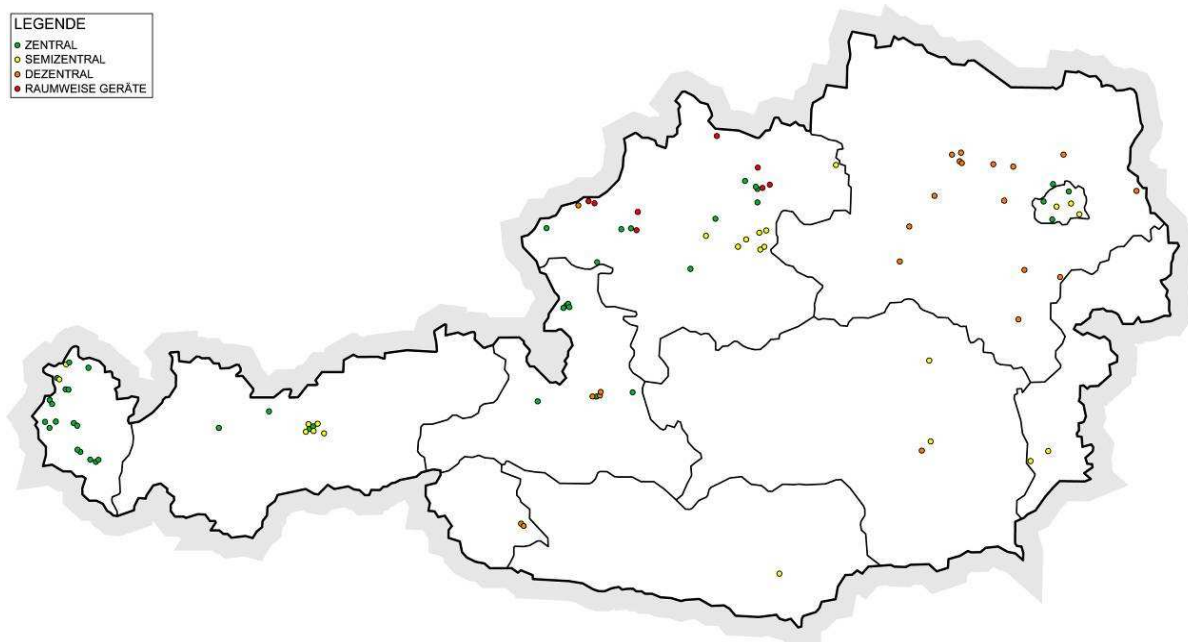 LEGENDE
ZENTRAL
SEMIZENTRAL
DEZENTRAL
RAUMWEISE GERÄTE